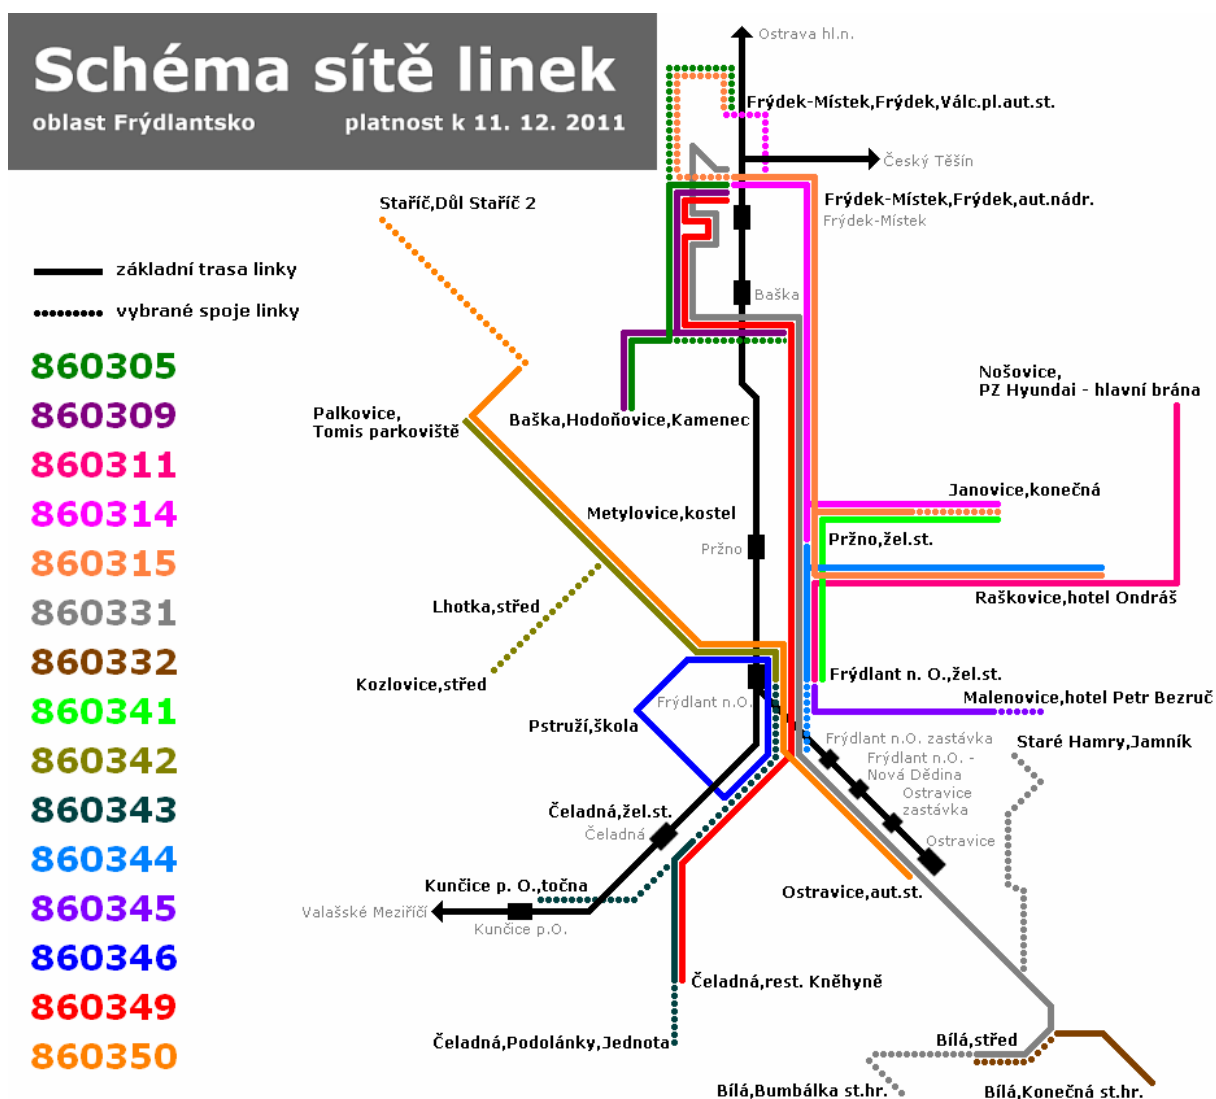 Schéma sítě linek
oblast Frýdlantsko platnost k 11. 12. 2011
Ostrava hl.n.
Frýdek-Místek,Frýdek,Válc.pl.aut.st.
Český Těšín
Staříč,Důl Staříč 2
Frýdek-Místek,Frýdek,aut.nádr.
Frýdek-Místek
základní trasa linky
Baška
vybrané spoje linky
860305
860309
860311
860314
860315
860331
860332
860341
860342
860343
860344
860345
860346
860349
860350
Nošovice,
PZ Hyundai - hlavní brána
Palkovice,
Tomis parkoviště
Baška,Hodoňovice,Kamenec
Janovice,konečná
Metylovice,kostel
Pržno,žel.st.
Pržno
Raškovice,hotel Ondráš
Lhotka,střed
Kozlovice,střed
Frýdlant n. O.,žel.st.
Frýdlant n.O.
Malenovice,hotel Petr Bezruč
Pstruží,škola
Frýdlant n.O. zastávka
Frýdlant n.O. -
Nová Dědina
Ostravice
zastávka
Ostravice
Staré Hamry,Jamník
Čeladná,žel.st.
Čeladná
Kunčice p. O.,točna
Ostravice,aut.st.
Valašské Meziříčí
Kunčice p.O.
Čeladná,rest. Kněhyně
Čeladná,Podolánky,Jednota
Bílá,střed
Bílá,Bumbálka st.hr.
Bílá,Konečná st.hr.